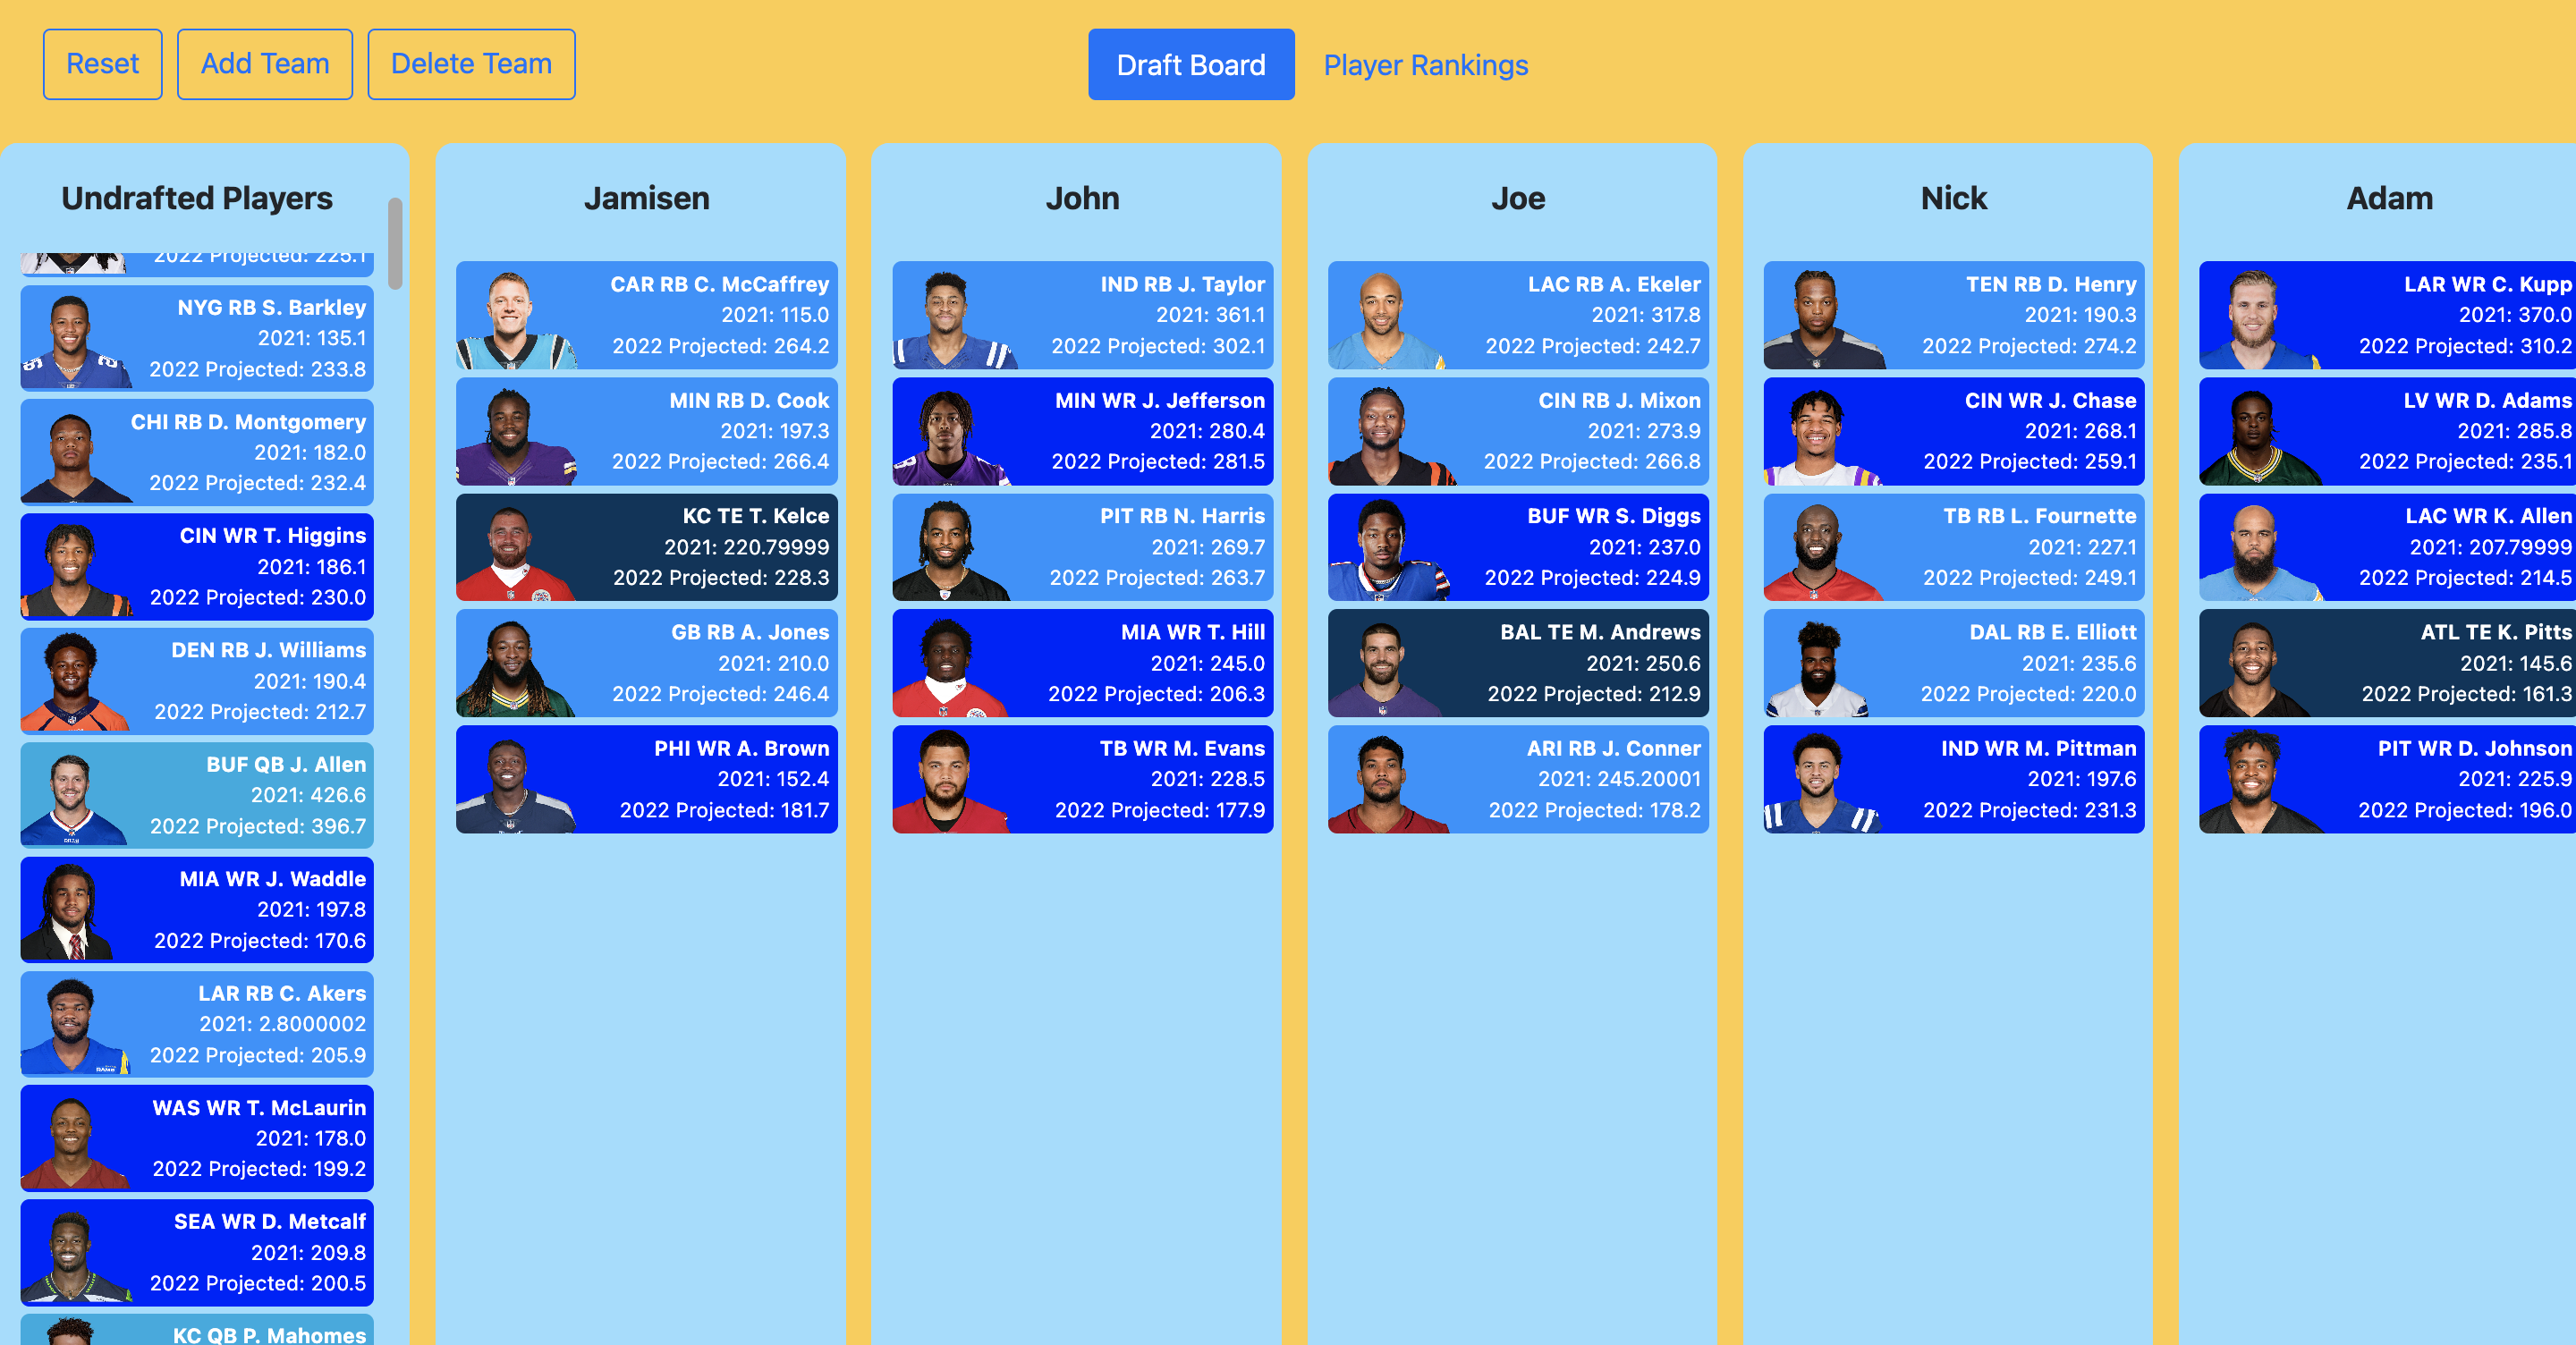 Reset
Add Team
Delete Team
Draft Board
Player Rankings
Undrafted Players
2022 Projected: 225.1
NYG RB S. Barkley
2021: 135.1
2022 Projected: 233.8
CHI RB D. Montgomery
2021: 182.0
2022 Projected: 232.4
CIN WR T. Higgins
2021: 186.1
2022 Projected: 230.0
DEN RB J. Williams
2021: 190.4
2022 Projected: 212.7
BUF QB J. Allen
2021: 426.6
2022 Projected: 396.7
MIA WR J. Waddle
2021: 197.8
2022 Projected: 170.6
LAR RB C. Akers
2021: 2.8000002
2022 Projected: 205.9
WAS WR T. McLaurin
2021: 178.0
2022 Projected: 199.2
SEA WR D. Metcalf
2021: 209.8
2022 Projected: 200.5
KC QB P. Mahomes
Jamisen
CAR RB C. McCaffrey
2021: 115.0
2022 Projected: 264.2
MIN RB D. Cook
2021: 197.3
2022 Projected: 266.4
KC TE T. Kelce
2021: 220.79999
2022 Projected: 228.3
GB RB A. Jones
2021: 210.0
2022 Projected: 246.4
PHI WR A. Brown
2021: 152.4
2022 Projected: 181.7
John
IND RB J. Taylor
2021: 361.1
2022 Projected: 302.1
MIN WR J. Jefferson
2021: 280.4
2022 Projected: 281.5
PIT RB N. Harris
2021: 269.7
2022 Projected: 263.7
MIA WR T. Hill
2021: 245.0
2022 Projected: 206.3
TB WR M. Evans
2021: 228.5
2022 Projected: 177.9
Joe
LAC RB A. Ekeler
2021: 317.8
2022 Projected: 242.7
CIN RB J. Mixon
2021: 273.9
2022 Projected: 266.8
BUF WR S. Diggs
2021: 237.0
2022 Projected: 224.9
BAL TE M. Andrews
2021: 250.6
2022 Projected: 212.9
ARI RB J. Conner
2021: 245.20001
2022 Projected: 178.2
Nick
TEN RB D. Henry
2021: 190.3
2022 Projected: 274.2
CIN WR J. Chase
2021: 268.1
2022 Projected: 259.1
TB RB L. Fournette
2021: 227.1
2022 Projected: 249.1
DAL RB E. Elliott
2021: 235.6
2022 Projected: 220.0
IND WR M. Pittman
2021: 197.6
2022 Projected: 231.3
Adam
LAR WR C. Kupp
2021: 370.0
2022 Projected: 310.2
LV WR D. Adams
2021: 285.8
2022 Projected: 235.1
LAC WR K. Allen
2021: 207.79999
2022 Projected: 214.5
ATL TE K. Pitts
2021: 145.6
2022 Projected: 161.3
PIT WR D. Johnson
2021: 225.9
2022 Projected: 196.0